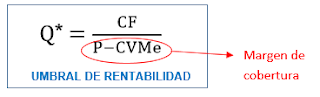 Q* = CF / P-CVMe
Margen de
cobertura
UMBRAL DE RENTABILIDAD